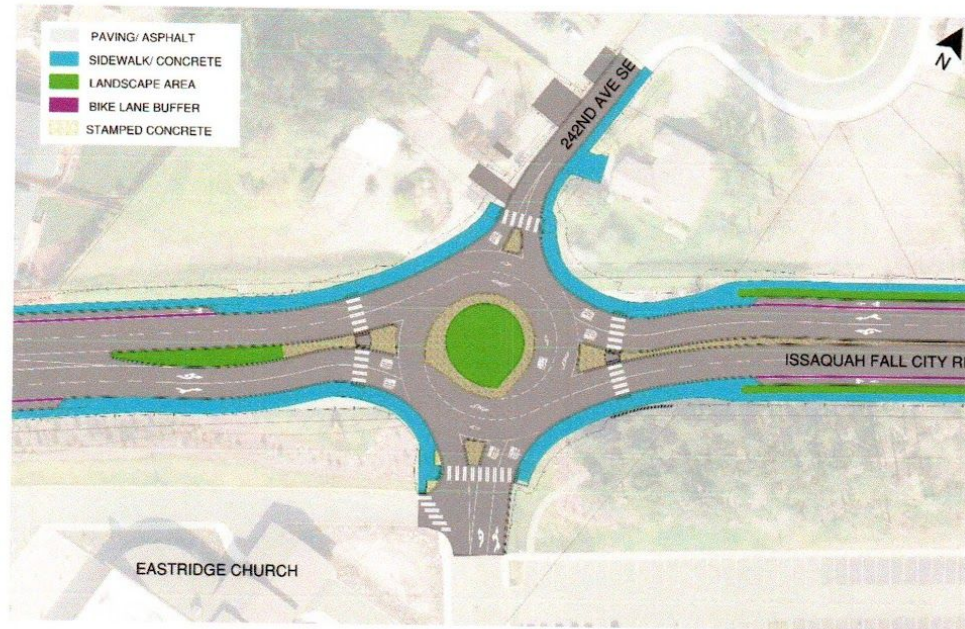 PAVING/ ASPHALT
SIDEWALK/ CONCRETE
LANDSCAPE AREA
BIKE LANE BUFFER
STAMPED CONCRETE
N
242ND AVE SE
ISSAQUAH FALL CITY R
EASTRIDGE CHURCH